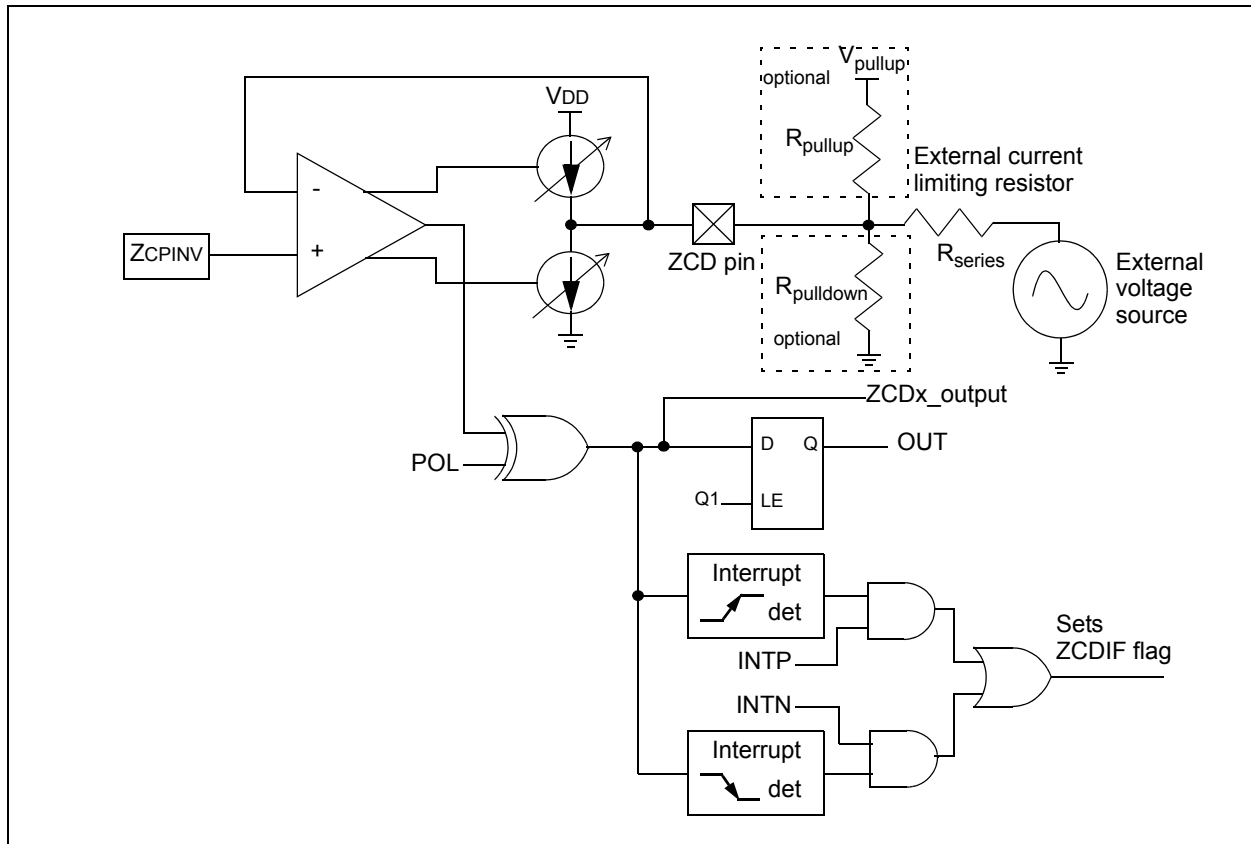 Vpullup
optional
VDD
Rpullup
External current
limiting resistor
-
+
ZCPINV
ZCD pin
Rseries
External
voltage
source
Rpulldown
optional
ZCDx_output
POL
D Q
OUT
Q1
LE
Interrupt
det
INTP
Sets
ZCDIF flag
INTN
Interrupt
det